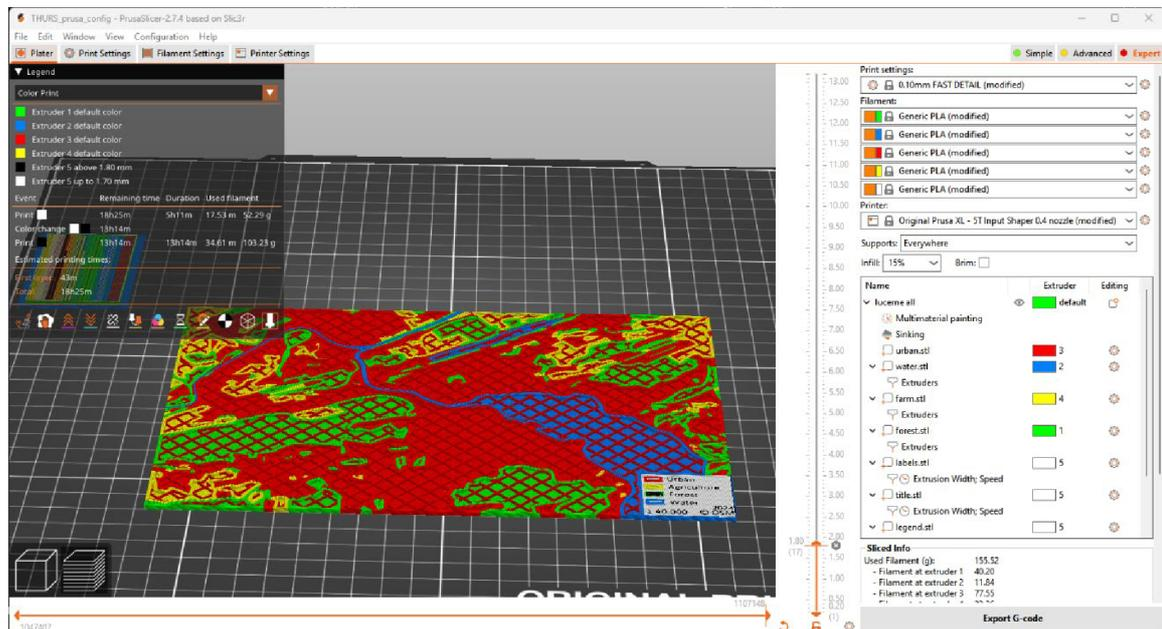 THURS_prusa_config - PrusaSlicer-2.7.4 based on Slic3r
File Edit Window View Configuration Help
Plater Print Settings Filament Settings Printer Settings
Simple Advanced Expert
Legend
Color Print
Extruder 1 default color
Extruder 2 default color
Extruder 3 default color
Extruder 4 default color
Extruder 5 above 1.80 mm
Extruder 5 up to 1.70 mm
Event Remaining time Duration Used filament
Print 18h25m 5h11m 17.53 m 52.29 g
Color change 13h14m
Print 13h14m 13h14m 34.61 m 103.23 g
Estimated printing times:
First layer: 43m
Total: 18h25m
Urban
Agriculture
Forest
Water
1047407
1107148
13.00
12.50
12.00
11.50
11.00
10.50
10.00
9.50
9.00
8.50
8.00
7.50
7.00
6.50
6.00
5.50
5.00
4.50
4.00
3.50
3.00
2.50
2.00
1.80
(17)
1.50
1.00
0.50
0.20
(1)
Print settings:
0.10mm FAST DETAIL (modified)
Filament:
Generic PLA (modified)
Generic PLA (modified)
Generic PLA (modified)
Generic PLA (modified)
Generic PLA (modified)
Printer:
Original Prusa XL - 5T Input Shaper 0.4 nozzle (modified)
Supports: Everywhere
Infill: 15% Brim:
Name Extruder Editing
lucerne all default
Multimaterial painting
Sinking
urban.stl 3
water.stl 2
Extruders
farm.stl 4
Extruders
forest.stl 1
Extruders
labels.stl 5
Extrusion Width; Speed
title.stl 5
Extrusion Width; Speed
legend.stl 5
Sliced Info
Used Filament (g): 155.52
- Filament at extruder 1 40.20
- Filament at extruder 2 11.84
- Filament at extruder 3 77.55
Export G-code